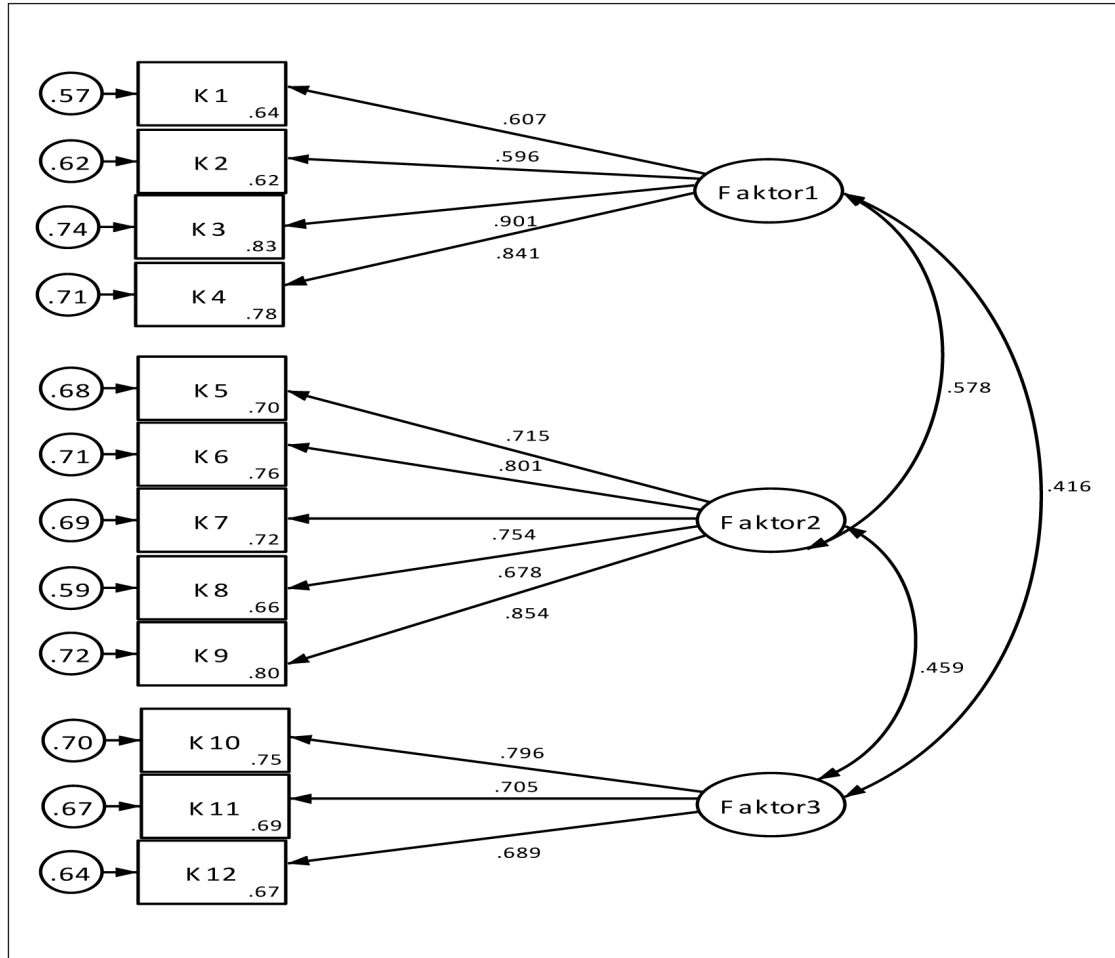 .57
K1
.64
.607
.62
K2
.62
.596
Faktor1
.74
K3
.83
.901
.71
K4
.78
.841
.578
.416
.68
K5
.70
.715
.71
K6
.76
.801
.69
K7
.72
.754
Faktor2
.59
K8
.66
.678
.72
K9
.80
.854
.459
.70
K10
.75
.796
.67
K11
.69
.705
Faktor3
.64
K12
.67
.689